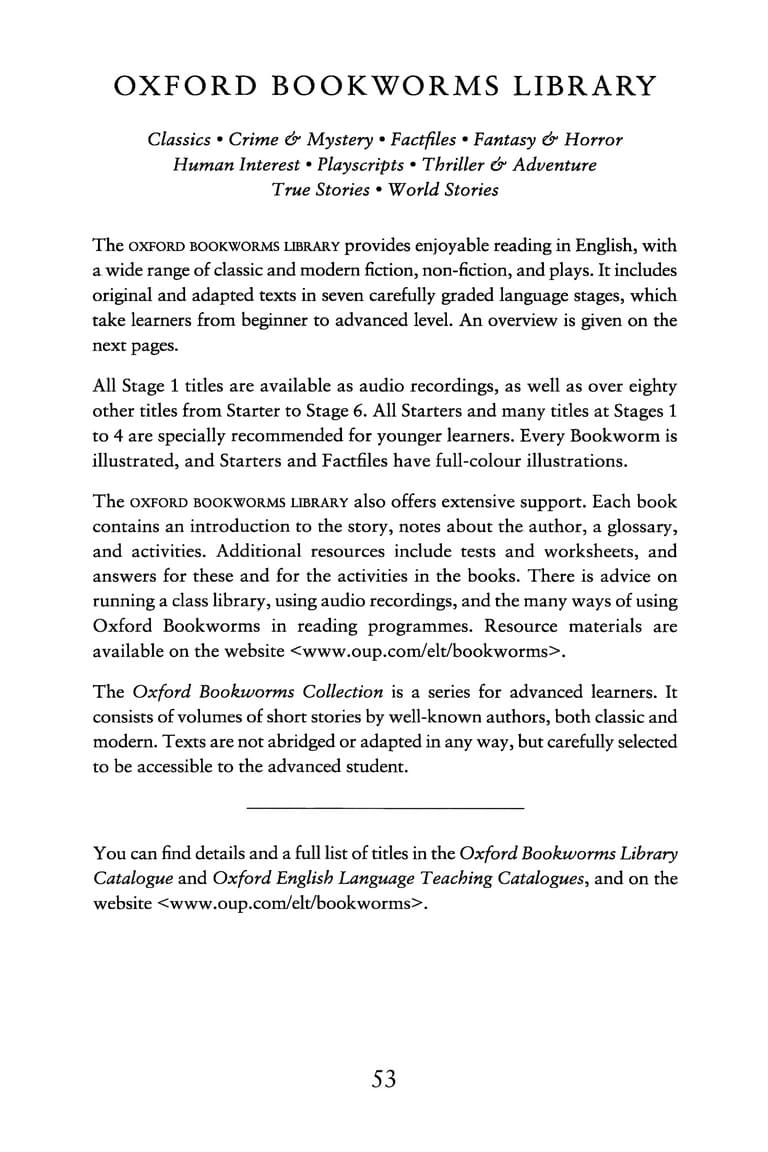 OXFORD BOOKWORMS LIBRARY
Classics • Crime & Mystery • Factfiles • Fantasy & Horror
Human Interest • Playscripts • Thriller & Adventure
True Stories • World Stories
The OXFORD BOOKWORMS LIBRARY provides enjoyable reading in English, with
a wide range of classic and modern fiction, non-fiction, and plays. It includes
original and adapted texts in seven carefully graded language stages, which
take learners from beginner to advanced level. An overview is given on the
next pages.
All Stage 1 titles are available as audio recordings, as well as over eighty
other titles from Starter to Stage 6. All Starters and many titles at Stages 1
to 4 are specially recommended for younger learners. Every Bookworm is
illustrated, and Starters and Factfiles have full-colour illustrations.
The OXFORD BOOKWORMS LIBRARY also offers extensive support. Each book
contains an introduction to the story, notes about the author, a glossary,
and activities. Additional resources include tests and worksheets, and
answers for these and for the activities in the books. There is advice on
running a class library, using audio recordings, and the many ways of using
Oxford Bookworms in reading programmes. Resource materials are
available on the website <www.oup.com/elt/bookworms>.
The Oxford Bookworms Collection is a series for advanced learners. It
consists of volumes of short stories by well-known authors, both classic and
modern. Texts are not abridged or adapted in any way, but carefully selected
to be accessible to the advanced student.
You can find details and a full list of titles in the Oxford Bookworms Library
Catalogue and Oxford English Language Teaching Catalogues, and on the
website <www.oup.com/elt/bookworms>.
53